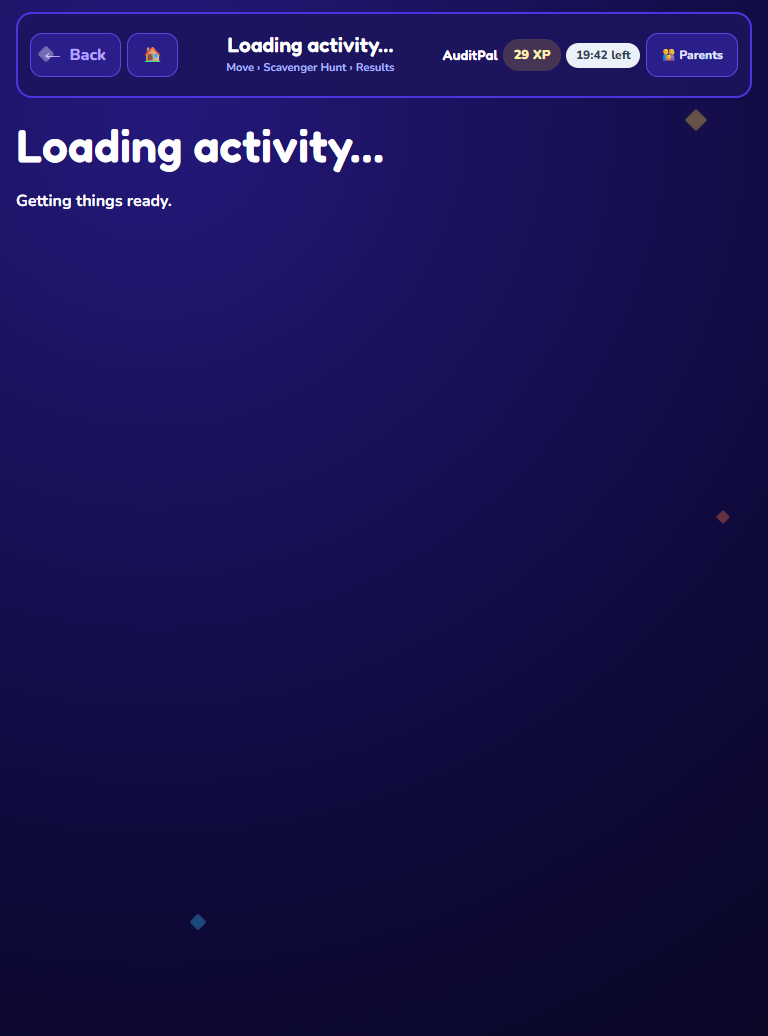 ← Back
Loading activity...
Move › Scavenger Hunt › Results
AuditPal
29 XP
19:42 left
Parents
Loading activity...
Getting things ready.